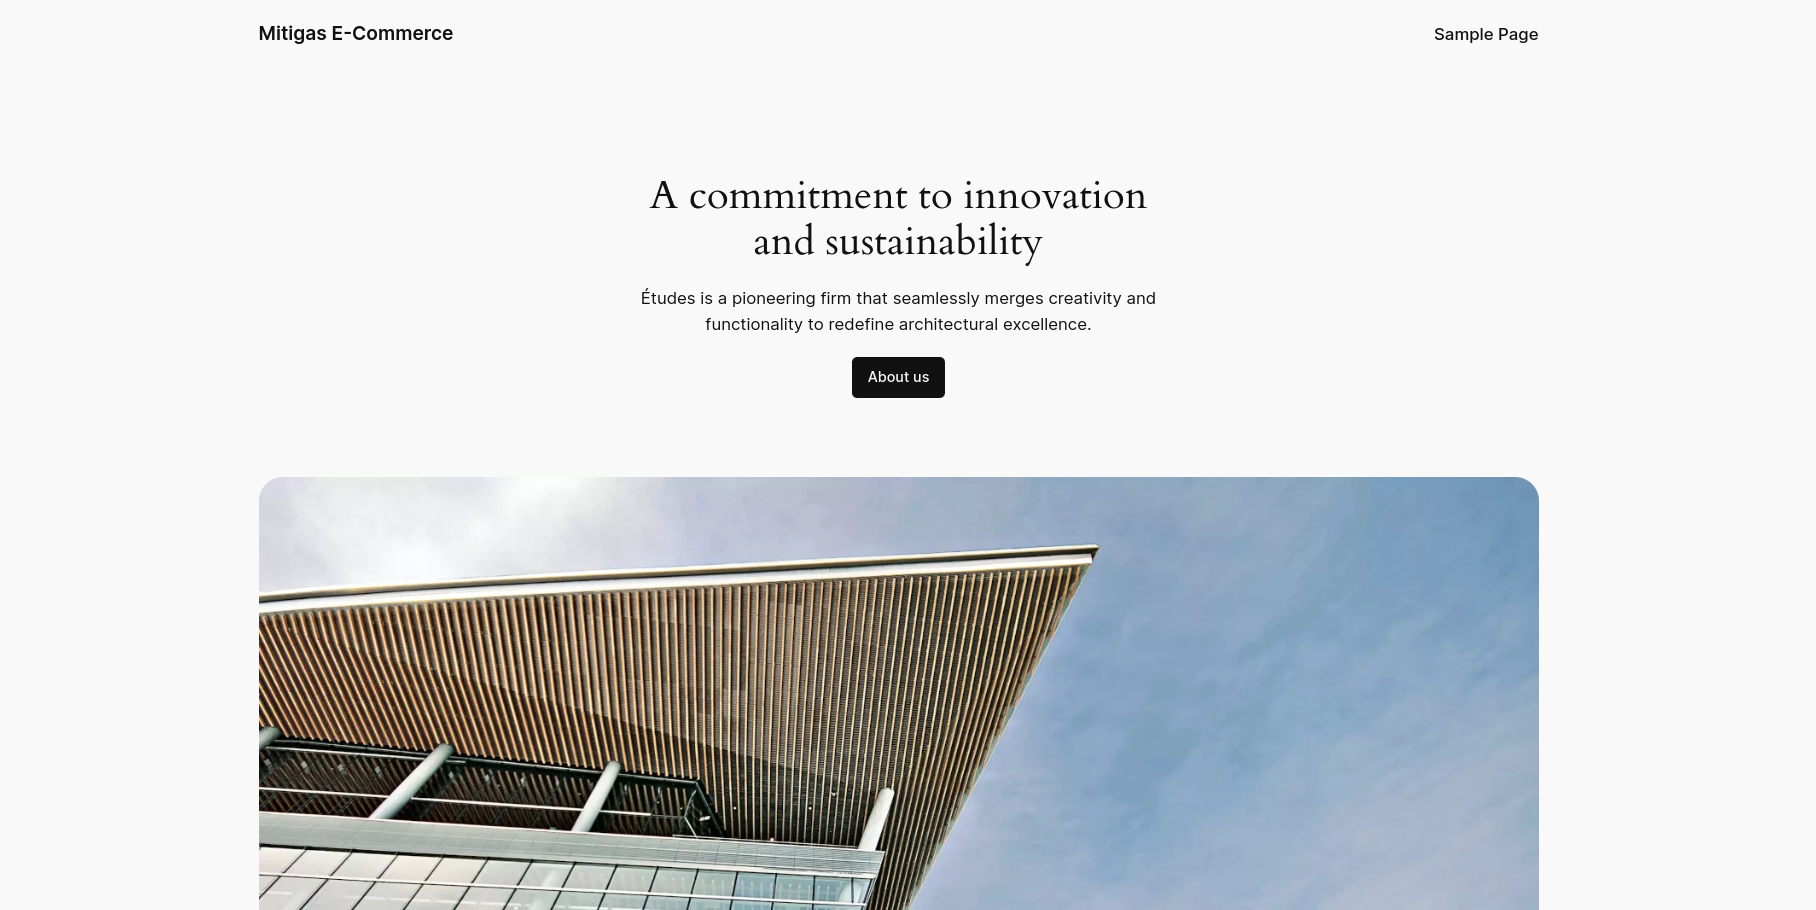 Mitigas E-Commerce
Sample Page
A commitment to innovation
and sustainability
Études is a pioneering firm that seamlessly merges creativity and
functionality to redefine architectural excellence.
About us